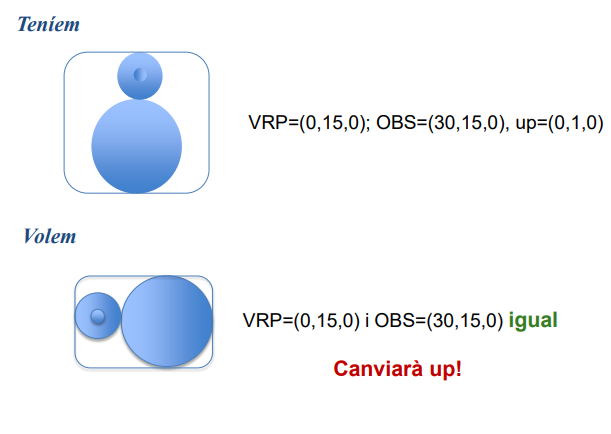 Teníem
VRP=(0,15,0); OBS=(30,15,0), up=(0,1,0)
Volem
VRP=(0,15,0) i OBS=(30,15,0) igual
Canviarà up!